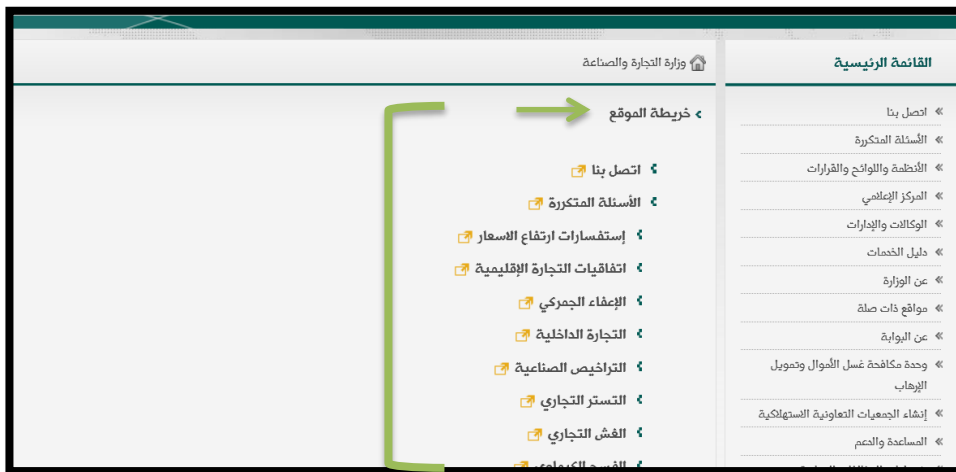 القائمة الرئيسية
اتصل بنا
الأسئلة المتكررة
الأنظمة واللوائح والقرارات
المركز الإعلامي
الوكالات والإدارات
دليل الخدمات
عن الوزارة
مواقع ذات صلة
عن البوابة
وحدة مكافحة غسل الأموال وتمويل
الإرهاب
إنشاء الجمعيات التعاونية الاستهلاكية
المساعدة والدعم
وزارة التجارة والصناعة
خريطة الموقع
اتصل بنا
الأسئلة المتكررة
إستفسارات ارتفاع الاسعار
اتفاقيات التجارة الإقليمية
الإعفاء الجمركي
التجارة الداخلية
التراخيص الصناعية
التستر التجاري
الغش التجاري
الفسح الكيماوي